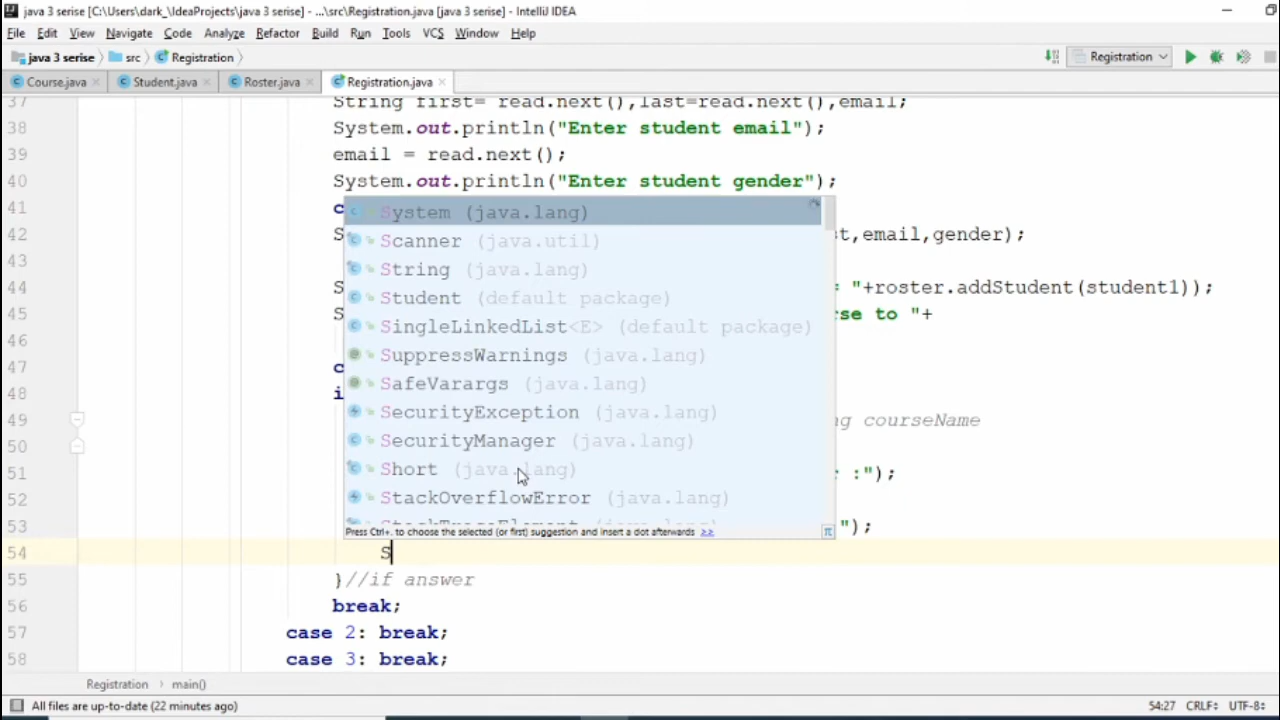 java 3 serise [C:\Users\dark_\IdeaProjects\java 3 serise] - ...\src\Registration.java [java 3 serise] - IntelliJ IDEA
File Edit View Navigate Code Analyze Refactor Build Run Tools VCS Window Help
java 3 serise src Registration Registration
Course.java Student.java Roster.java Registration.java
37 String first= read.next(),last=read.next(),email;
38 System.out.println("Enter student email");
39 email = read.next();
40 System.out.println("Enter student gender");
41 c
System (java.lang)
42 S t,email,gender);
Scanner (java.util)
43
String (java.lang)
44 S "+roster.addStudent(student1));
Student (default package)
45 S se to "+
SingleLinkedList<E> (default package)
46
SuppressWarnings (java.lang)
47 c
SafeVarargs (java.lang)
48 i
SecurityException (java.lang)
49 ng courseName
SecurityManager (java.lang)
50
Short (java.lang)
51 :");
StackOverflowError (java.lang)
52
StackTraceElement (java.lang)
53 ");
Press Ctrl+. to choose the selected (or first) suggestion and insert a dot afterwards >>
54 S
55 }//if answer
56 break;
57 case 2: break;
58 case 3: break;
Registration main()
All files are up-to-date (22 minutes ago) 54:27 CRLF UTF-8